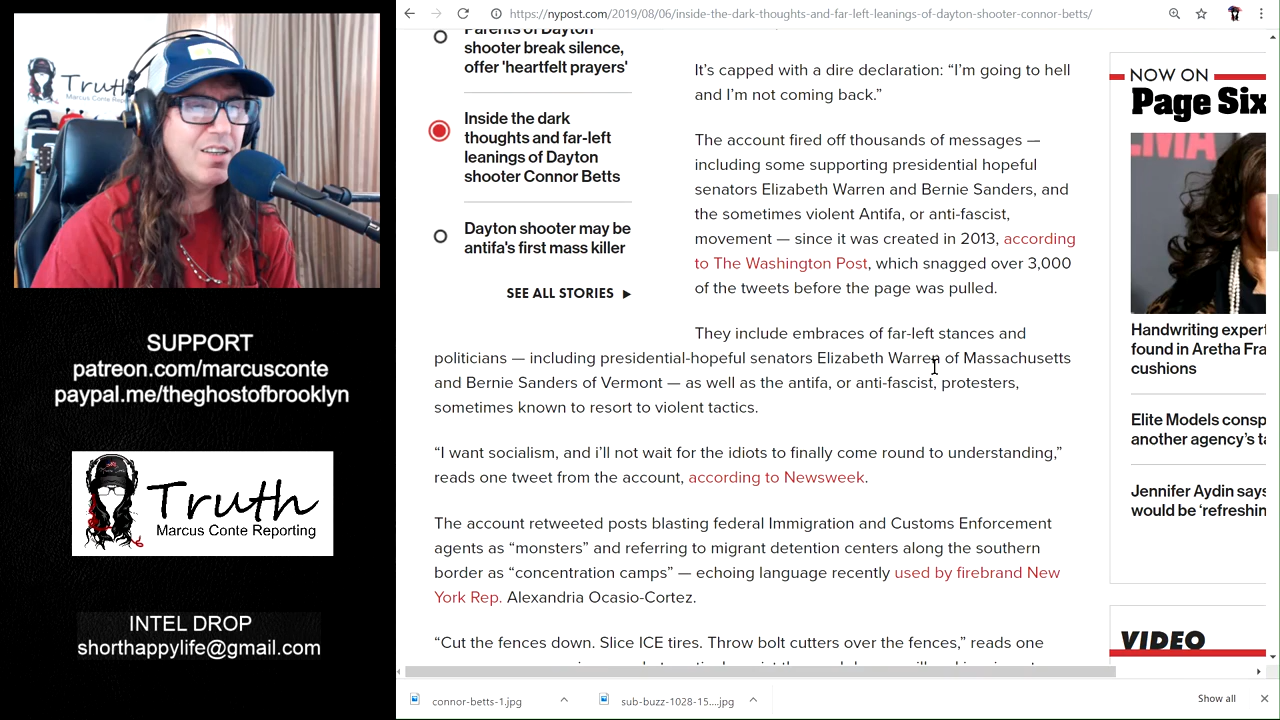 Truth
Marcus Conte Repor
SUPPORT
patreon.com/marcusconte
paypal.me/theghostofbrooklyn
Truth
Marcus Conte Reporting
INTEL DROP
shorthappylife@gmail.com
https://nypost.com/2019/08/06/inside-the-dark-thoughts-and-far-left-leanings-of-dayton-shooter-connor-betts/
Parents of Dayton
shooter break silence,
offer 'heartfelt prayers'
Inside the dark
thoughts and far-left
leanings of Dayton
shooter Connor Betts
Dayton shooter may be
antifa's first mass killer
SEE ALL STORIES
It's capped with a dire declaration: “I'm going to hell
and I'm not coming back.”
The account fired off thousands of messages —
including some supporting presidential hopeful
senators Elizabeth Warren and Bernie Sanders, and
the sometimes violent Antifa, or anti-fascist,
movement — since it was created in 2013, according
to The Washington Post, which snagged over 3,000
of the tweets before the page was pulled.
They include embraces of far-left stances and
politicians — including presidential-hopeful senators Elizabeth Warren of Massachusetts
and Bernie Sanders of Vermont — as well as the antifa, or anti-fascist, protesters,
sometimes known to resort to violent tactics.
“I want socialism, and i'll not wait for the idiots to finally come round to understanding,”
reads one tweet from the account, according to Newsweek.
The account retweeted posts blasting federal Immigration and Customs Enforcement
agents as “monsters” and referring to migrant detention centers along the southern
border as “concentration camps” — echoing language recently used by firebrand New
York Rep. Alexandria Ocasio-Cortez.
“Cut the fences down. Slice ICE tires. Throw bolt cutters over the fences,” reads one
NOW ON
Page Six
Handwriting expert
found in Aretha Fra
cushions
Elite Models consp
another agency's ta
Jennifer Aydin says
would be ‘refreshin
VIDEO
connor-betts-1.jpg
sub-buzz-1028-15....jpg
Show all